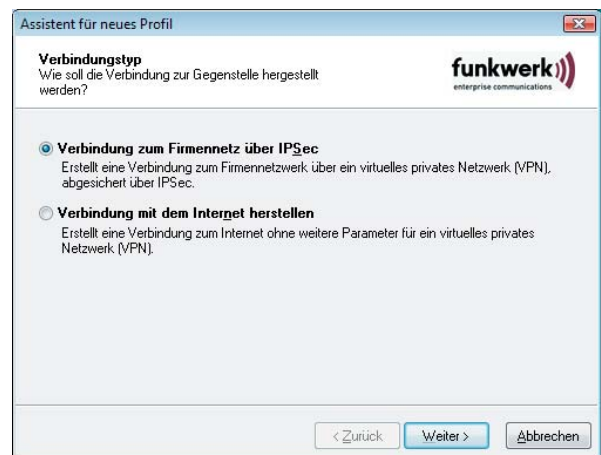 Assistent für neues Profil
Verbindungstyp
Wie soll die Verbindung zur Gegenstelle hergestellt
werden?
funkwerk
enterprise communications
Verbindung zum Firmennetz über IPSec
Erstellt eine Verbindung zum Firmennetzwerk über ein virtuelles privates Netzwerk (VPN),
abgesichert über IPSec.
Verbindung mit dem Internet herstellen
Erstellt eine Verbindung zum Internet ohne weitere Parameter für ein virtuelles privates
Netzwerk (VPN).
< Zurück Weiter > Abbrechen